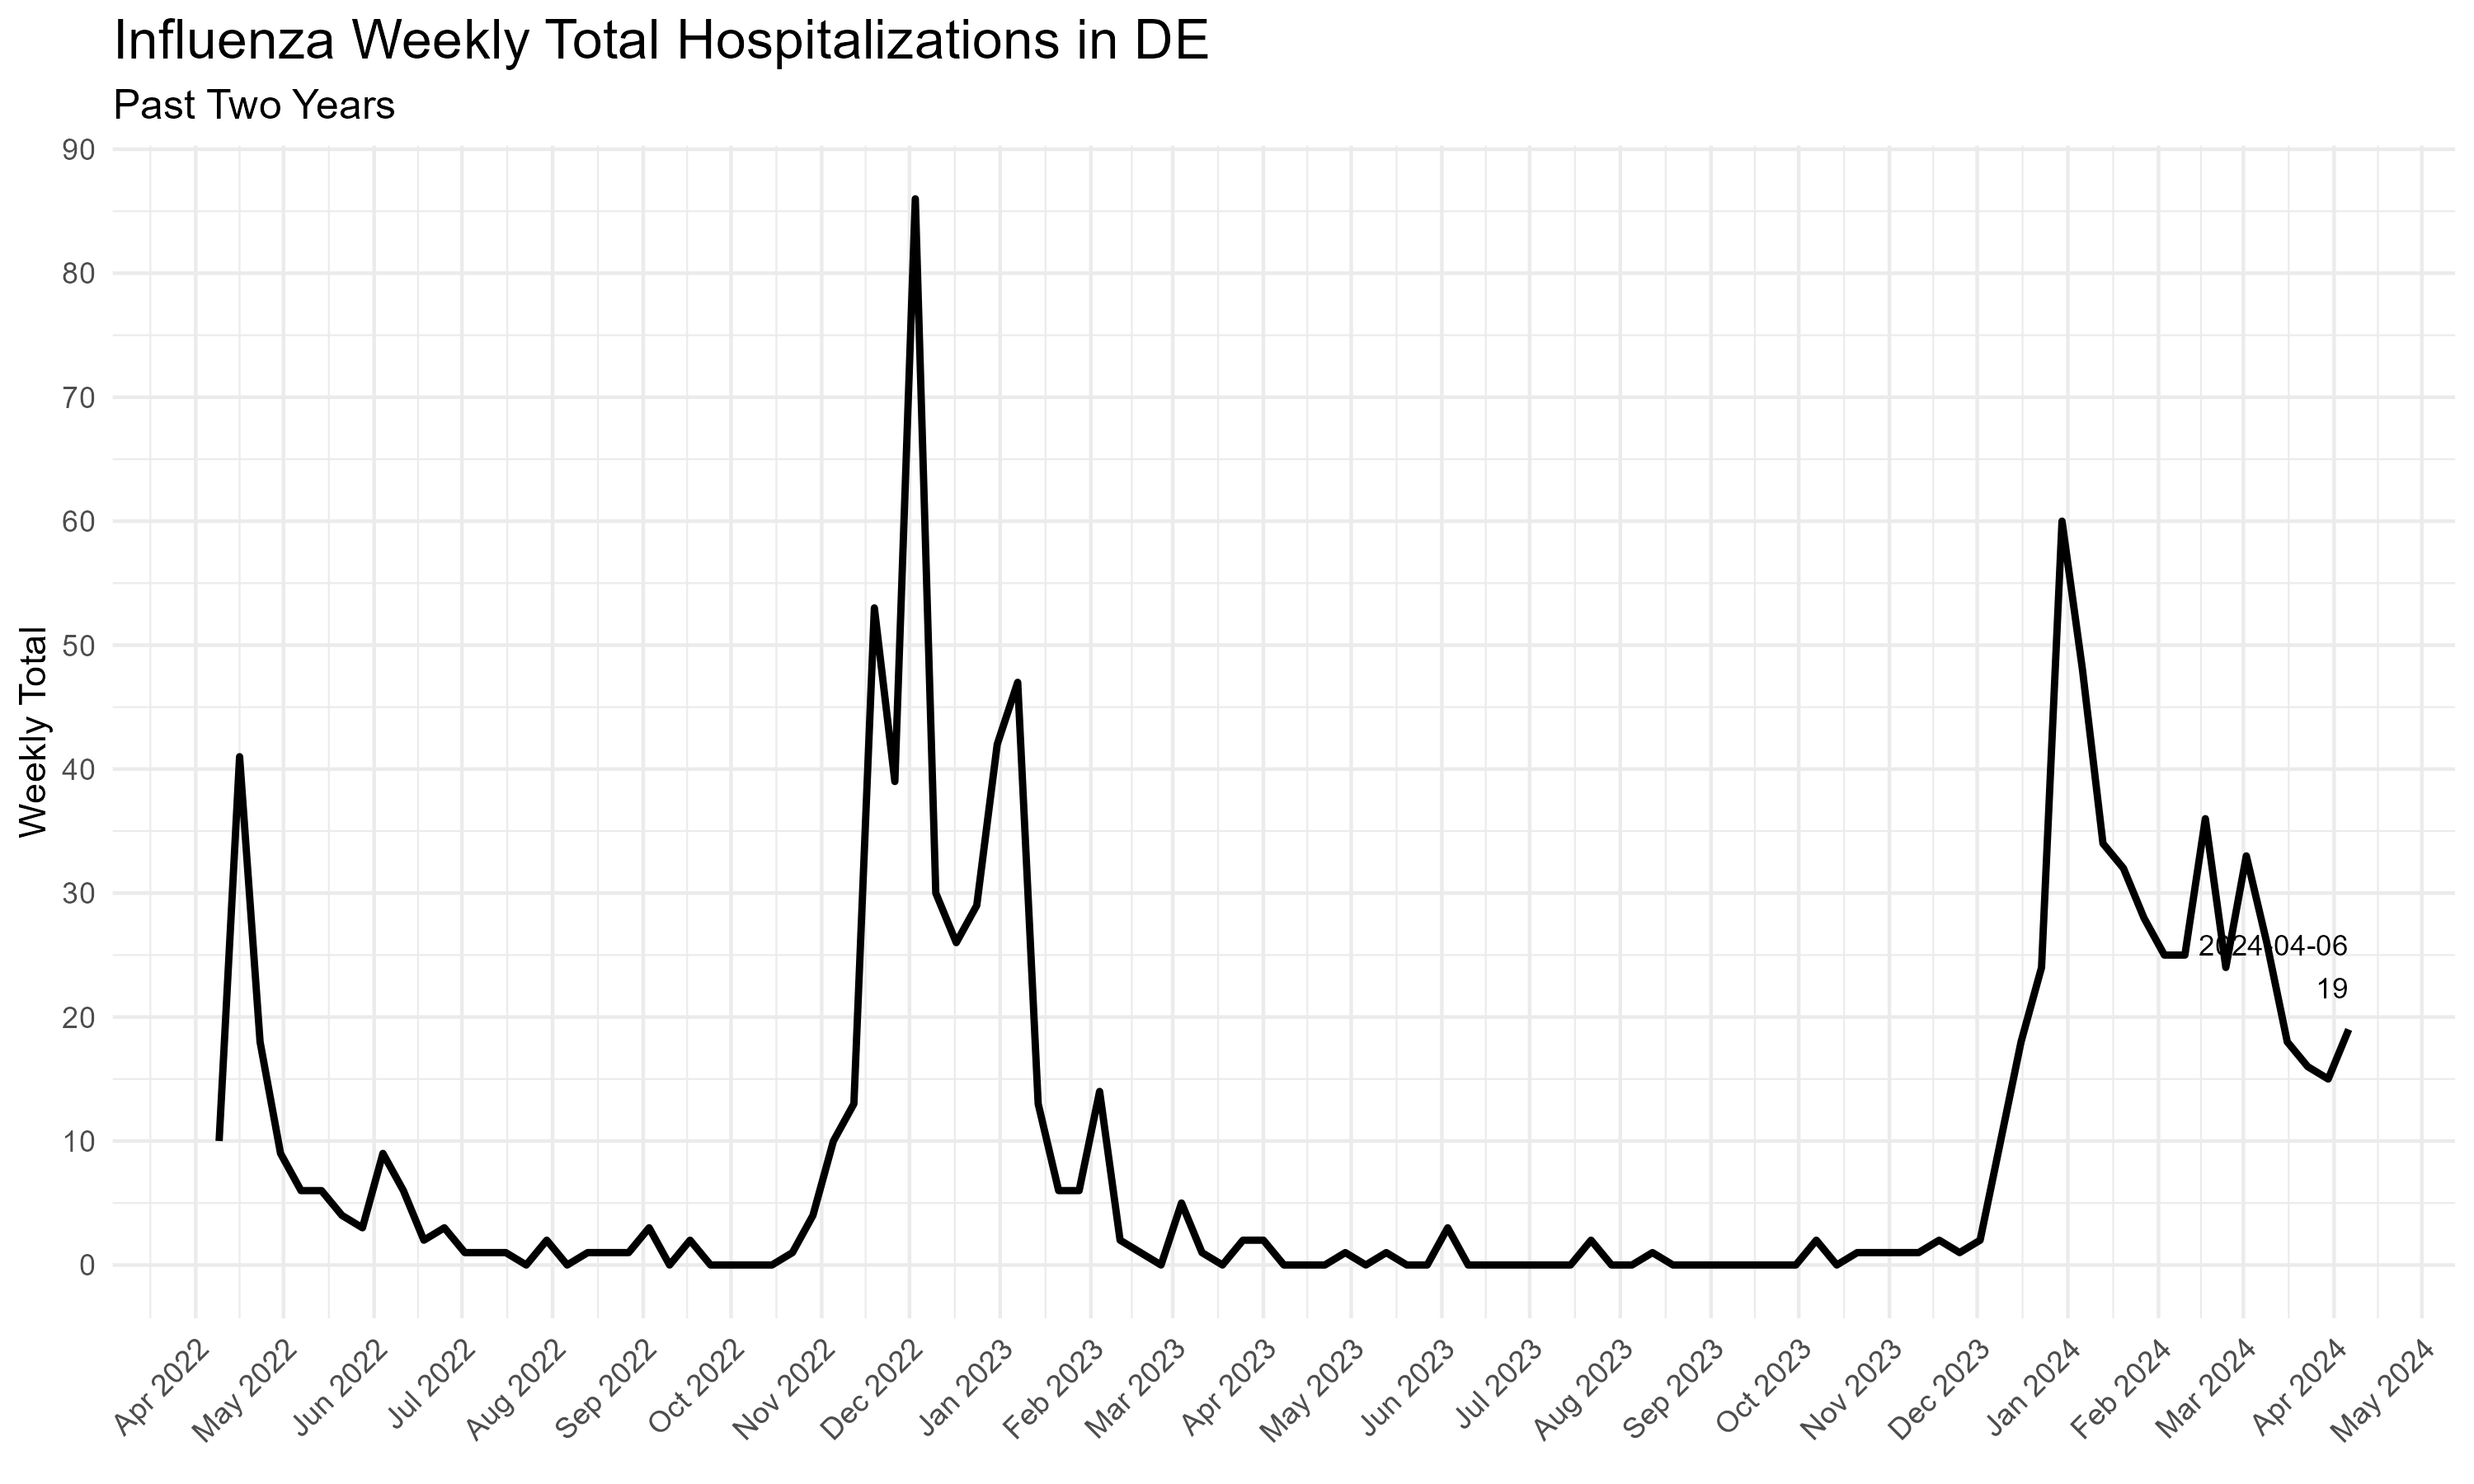 Influenza Weekly Total Hospitalizations in DE
Past Two Years
90
80
70
60
50
40
30
20
10
0
Weekly Total
2024-04-06
19
Apr 2022
May 2022
Jun 2022
Jul 2022
Aug 2022
Sep 2022
Oct 2022
Nov 2022
Dec 2022
Jan 2023
Feb 2023
Mar 2023
Apr 2023
May 2023
Jun 2023
Jul 2023
Aug 2023
Sep 2023
Oct 2023
Nov 2023
Dec 2023
Jan 2024
Feb 2024
Mar 2024
Apr 2024
May 2024